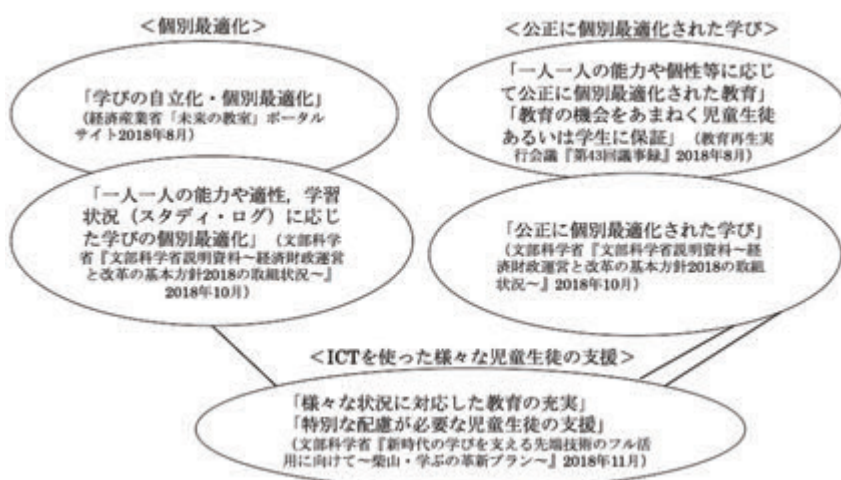 <個別最適化>
「学びの自立化・個別最適化」
(経済産業省「未来の教室」ポータル
サイト2018年8月)
「一人一人の能力や適性,学習
状況(スタディ・ログ)に応じ
た学びの個別最適化」(文部科学
省『文部科学省説明資料~経済財政運営
と改革の基本方針2018の取組状況~』
2018年10月)
<公正に個別最適化された学び>
「一人一人の能力や個性等に応じ
て公正に個別最適化された教育」
「教育の機会をあまねく児童生徒
あるいは学生に保証」(教育再生実
行会議『第43回議事録』2018年8月)
「公正に個別最適化された学び」
(文部科学省『文部科学省説明資料~経
済財政運営と改革の基本方針2018の取組
状況~』2018年10月)
<ICTを使った様々な児童生徒の支援>
「様々な状況に対応した教育の充実」
「特別な配慮が必要な児童生徒の支援」
(文部科学省『新時代の学びを支える先端技術のフル活
用に向けて~柴山・学びの革新プラン~』2018年11月)